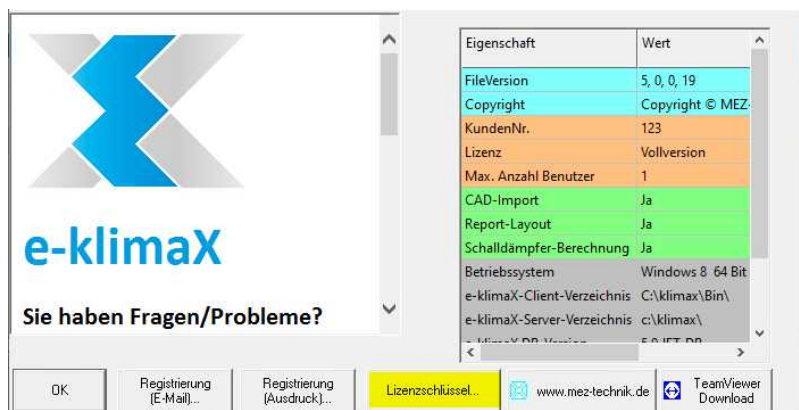 e-klimaX
Sie haben Fragen/Probleme?
Eigenschaft Wert
FileVersion 5, 0, 0, 19
Copyright Copyright © MEZ-
KundenNr. 123
Lizenz Vollversion
Max. Anzahl Benutzer 1
CAD-Import Ja
Report-Layout Ja
Schalldämpfer-Berechnung Ja
Betriebssystem Windows 8 64 Bit
e-klimaX-Client-Verzeichnis C:\klimax\Bin\
e-klimaX-Server-Verzeichnis c:\klimax\
OK
Registrierung
(E-Mail)...
Registrierung
(Ausdruck)...
Lizenzschlüssel...
www.mez-technik.de
TeamViewer
Download